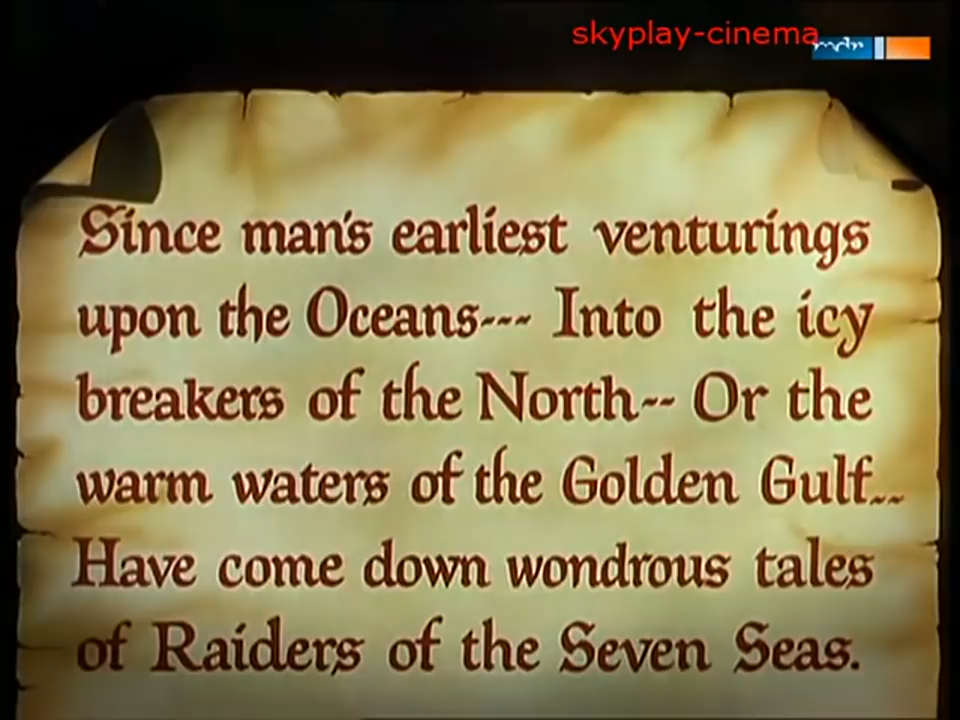 skyplay-cinema
mdr
Since man's earliest venturings
upon the Oceans--- Into the icy
breakers of the North-- Or the
warm waters of the Golden Gulf--
Have come down wondrous tales
of Raiders of the Seven Seas.